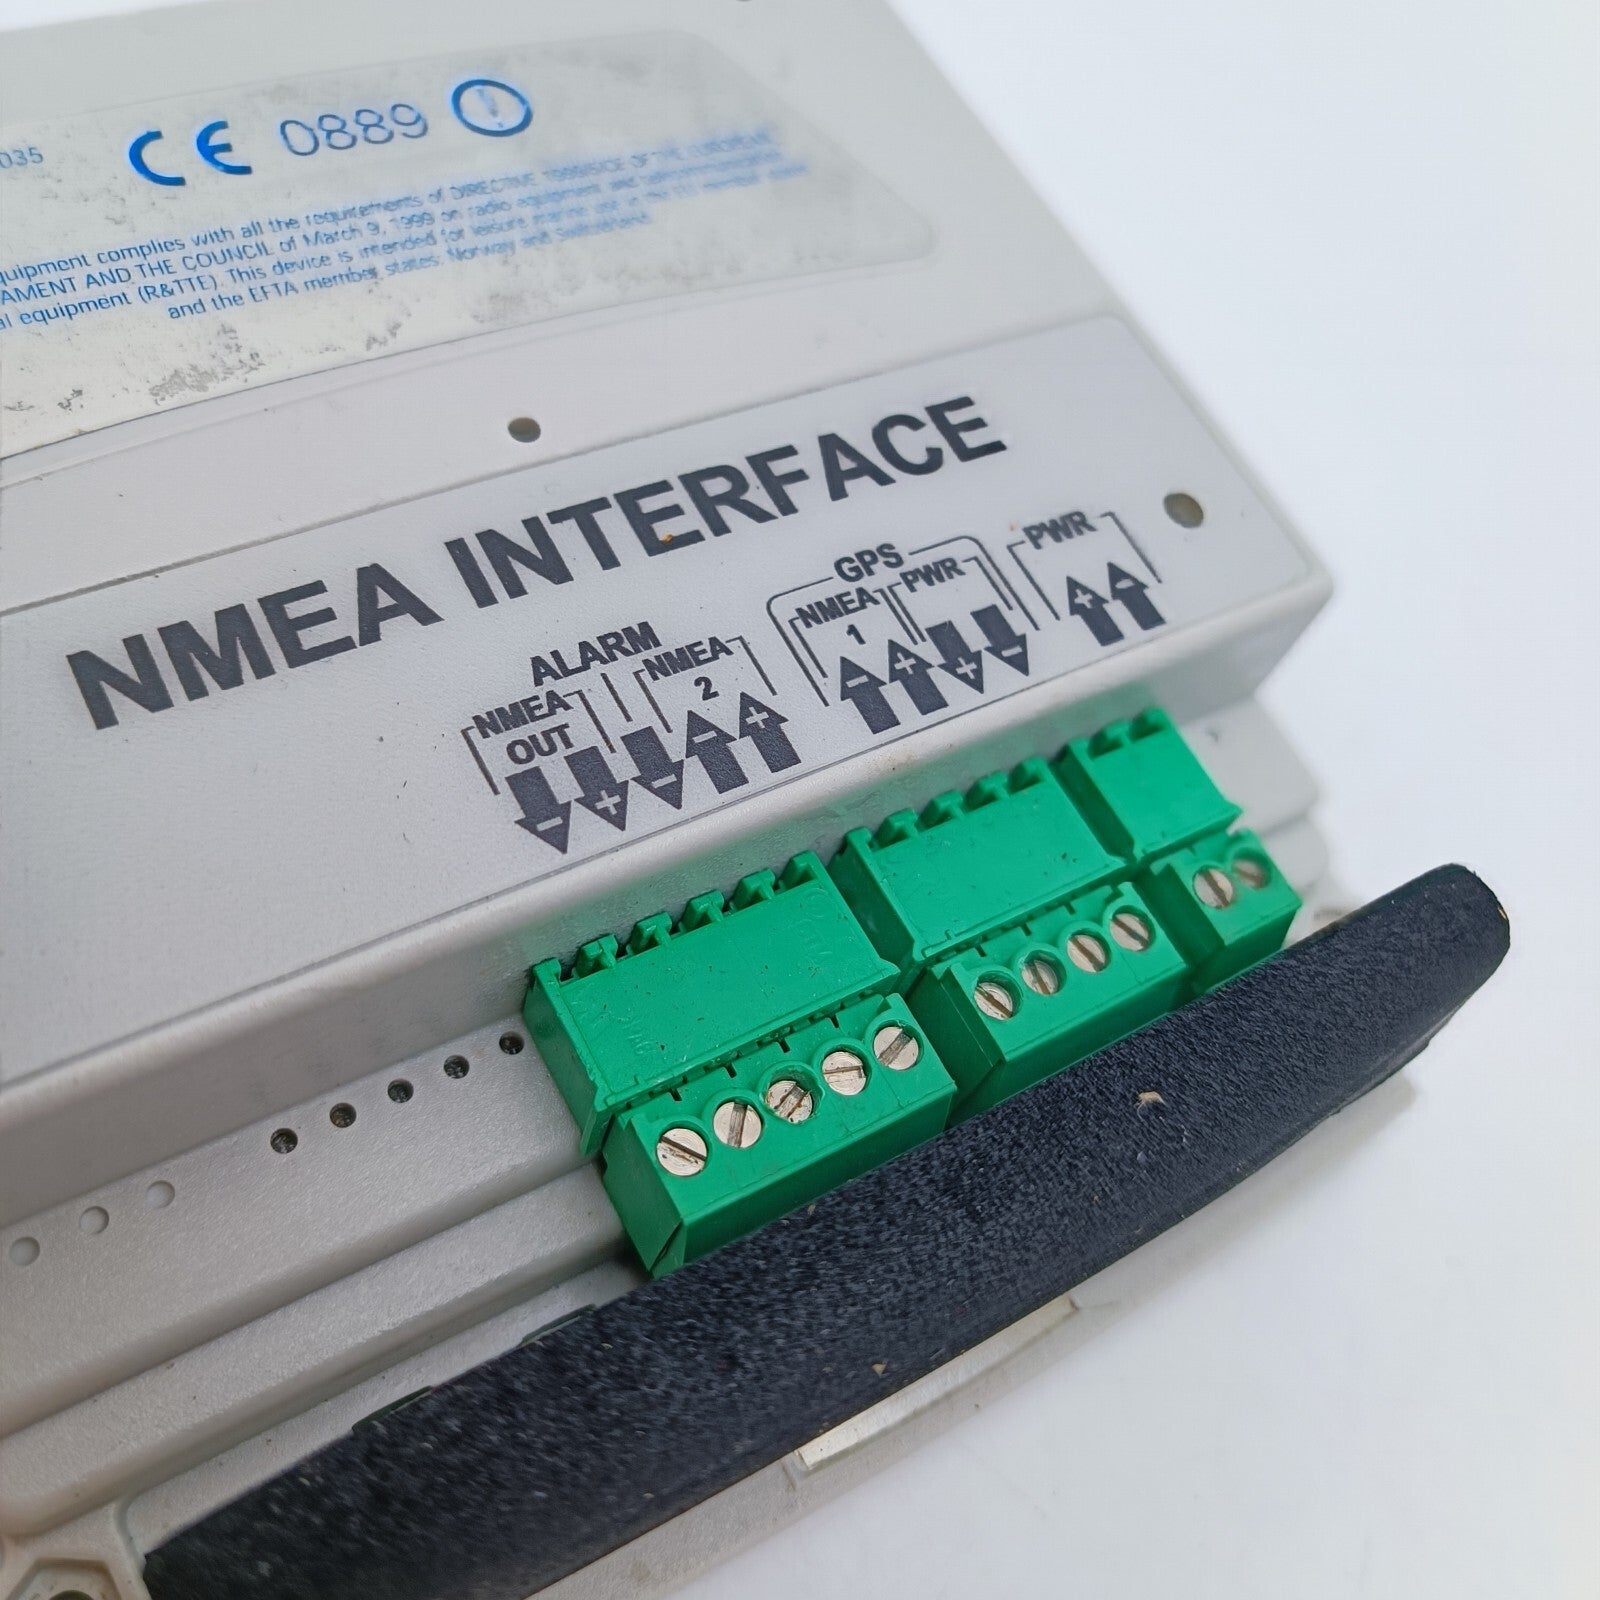 035 CE 0889
quipment complies with all the requirements of DIRECTIVE OF THE
AMENT AND THE COUNCIL of March 9, 1999 on radio equipment and
al equipment (R&TTE). This device is intended for leisure marine use in
and the EFTA member states: Norway and Switzerland
NMEA INTERFACE
ALARM
NMEA
OUT
- + -
NMEA
2
- +
GPS
NMEA
1
- +
PWR
+ -
PWR
+ -